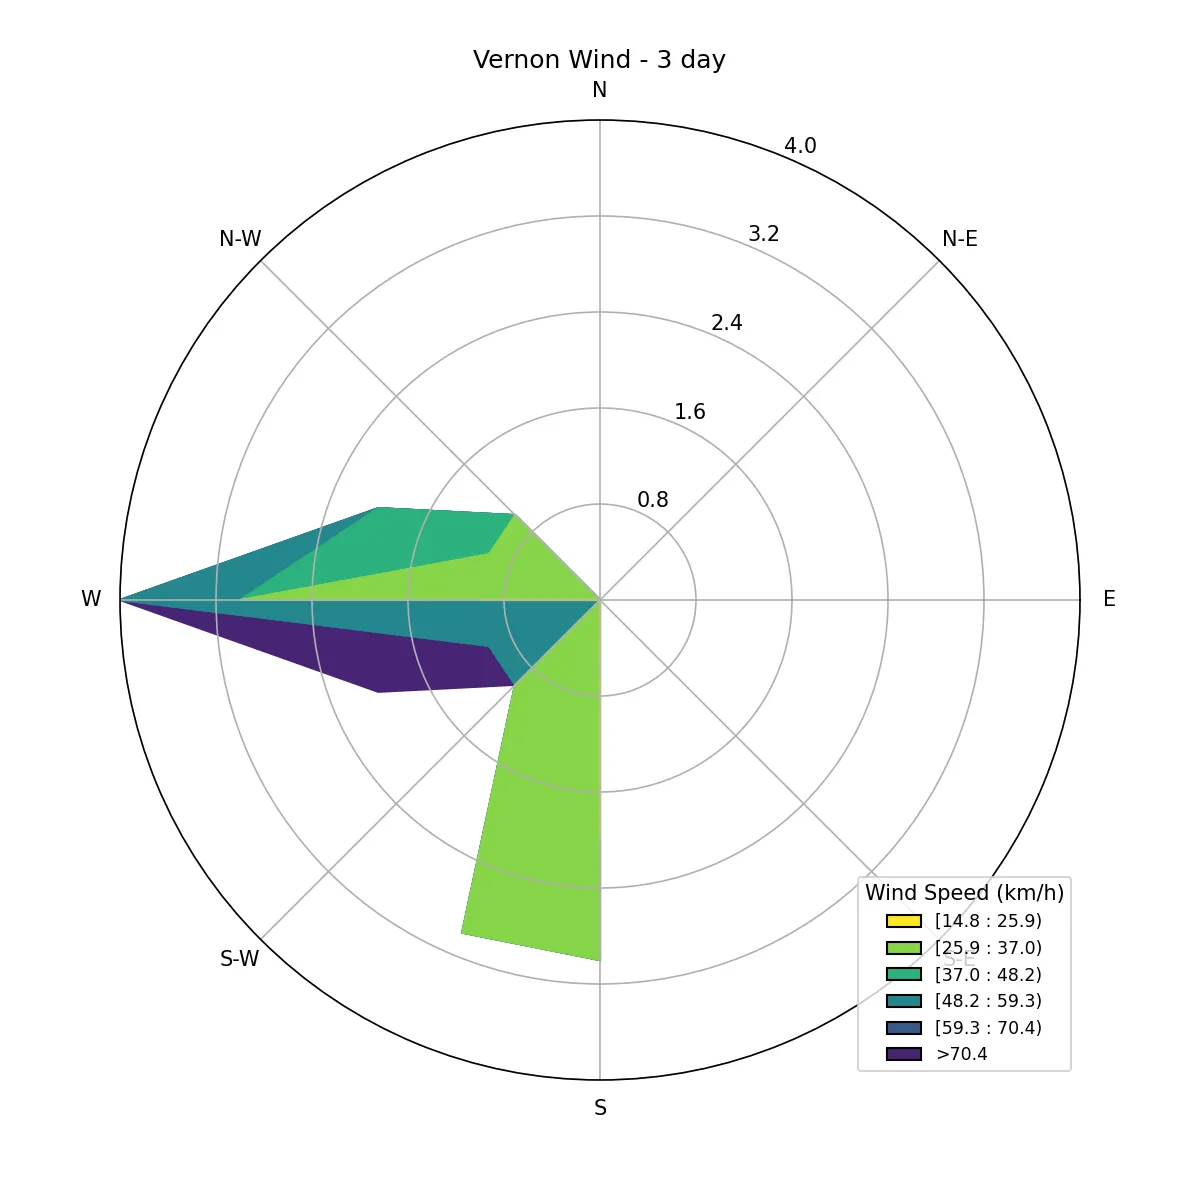 Vernon Wind - 3 day
N
4.0
N-W
3.2
N-E
2.4
1.6
0.8
W
E
Wind Speed (km/h)
[14.8 : 25.9)
[25.9 : 37.0)
S-W
S-E
[37.0 : 48.2)
[48.2 : 59.3)
[59.3 : 70.4)
>70.4
S